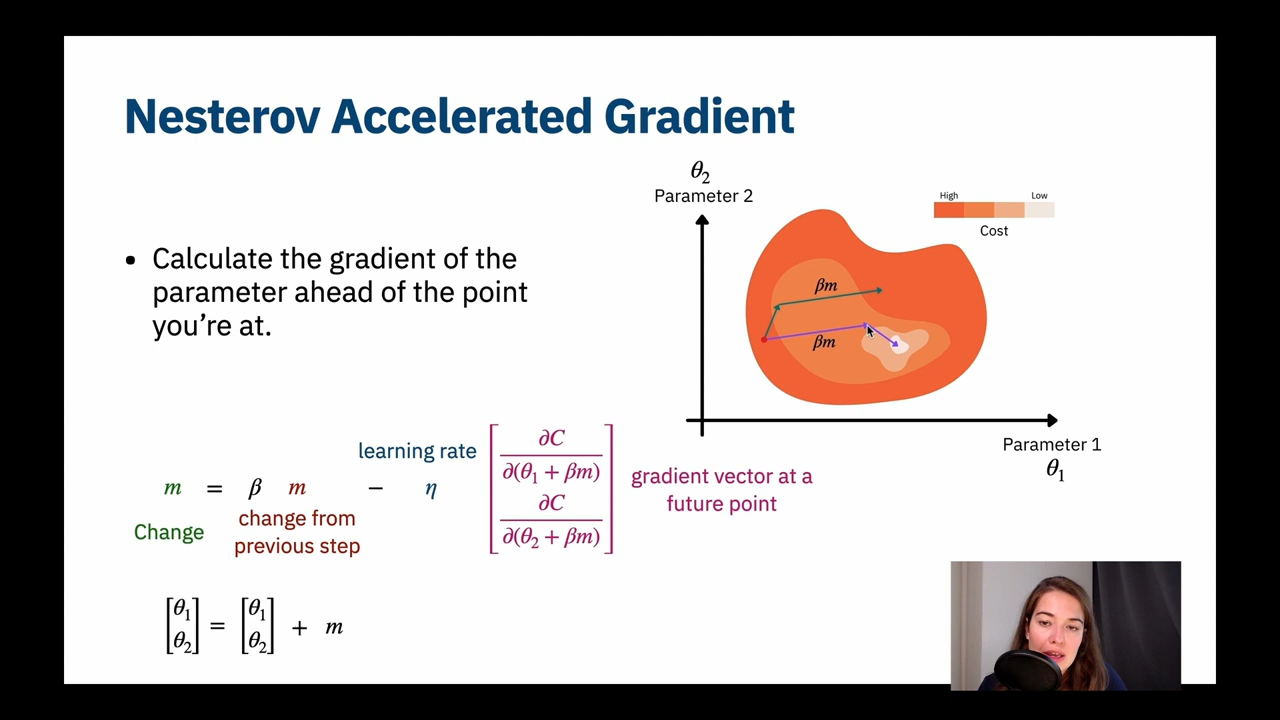 Nesterov Accelerated Gradient
• Calculate the gradient of the
parameter ahead of the point
you're at.
θ₂
Parameter 2
High Low
Cost
βm
βm
Parameter 1
θ₁
learning rate
m = β m − η [∂C/∂(θ₁ + βm) ∂C/∂(θ₂ + βm)]
Change
change from
previous step
gradient vector at a
future point
[θ₁ θ₂] = [θ₁ θ₂] + m